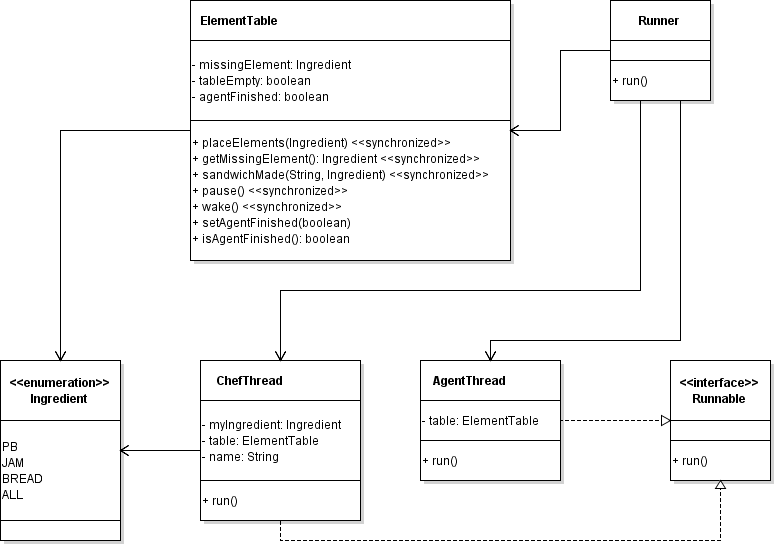 ElementTable
- missingElement: Ingredient
- tableEmpty: boolean
- agentFinished: boolean
+ placeElements(Ingredient) <<synchronized>>
+ getMissingElement(): Ingredient <<synchronized>>
+ sandwichMade(String, Ingredient) <<synchronized>>
+ pause() <<synchronized>>
+ wake() <<synchronized>>
+ setAgentFinished(boolean)
+ isAgentFinished(): boolean
Runner
+ run()
<<enumeration>>
Ingredient
PB
JAM
BREAD
ALL
ChefThread
- myIngredient: Ingredient
- table: ElementTable
- name: String
+ run()
AgentThread
- table: ElementTable
+ run()
<<interface>>
Runnable
+ run()